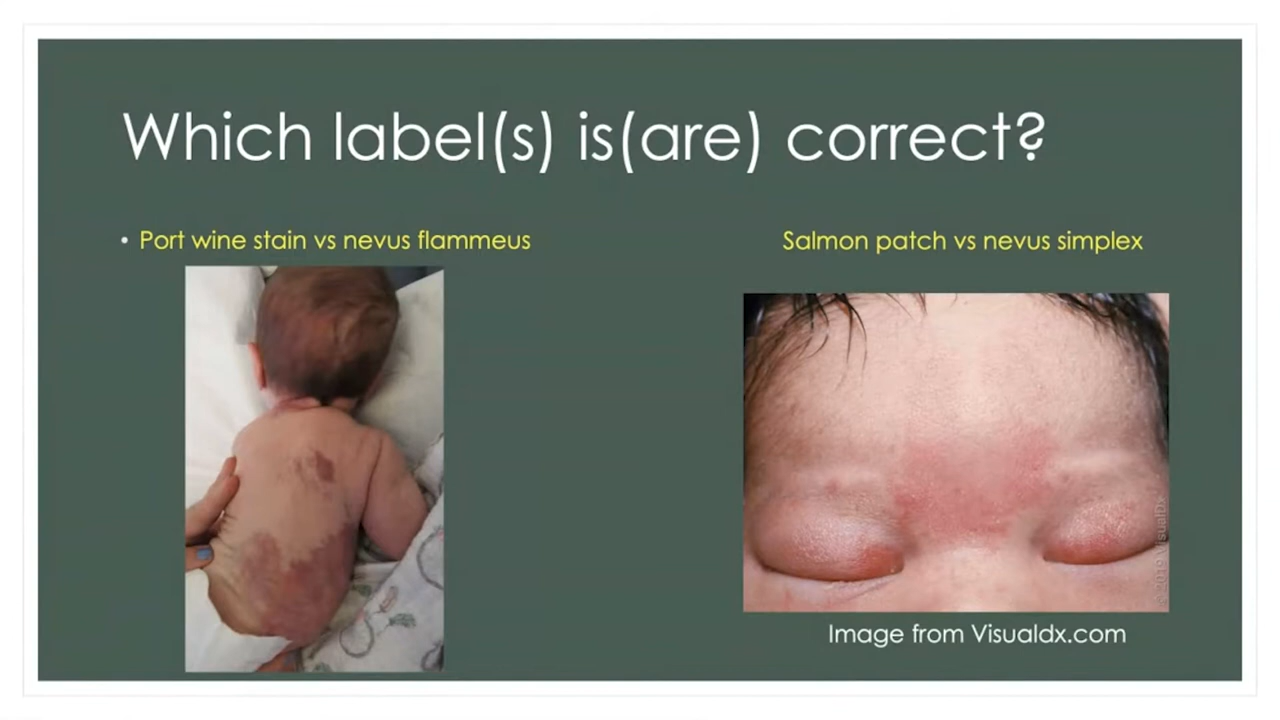 Which label(s) is(are) correct?
• Port wine stain vs nevus flammeus
Salmon patch vs nevus simplex
Image from Visualdx.com